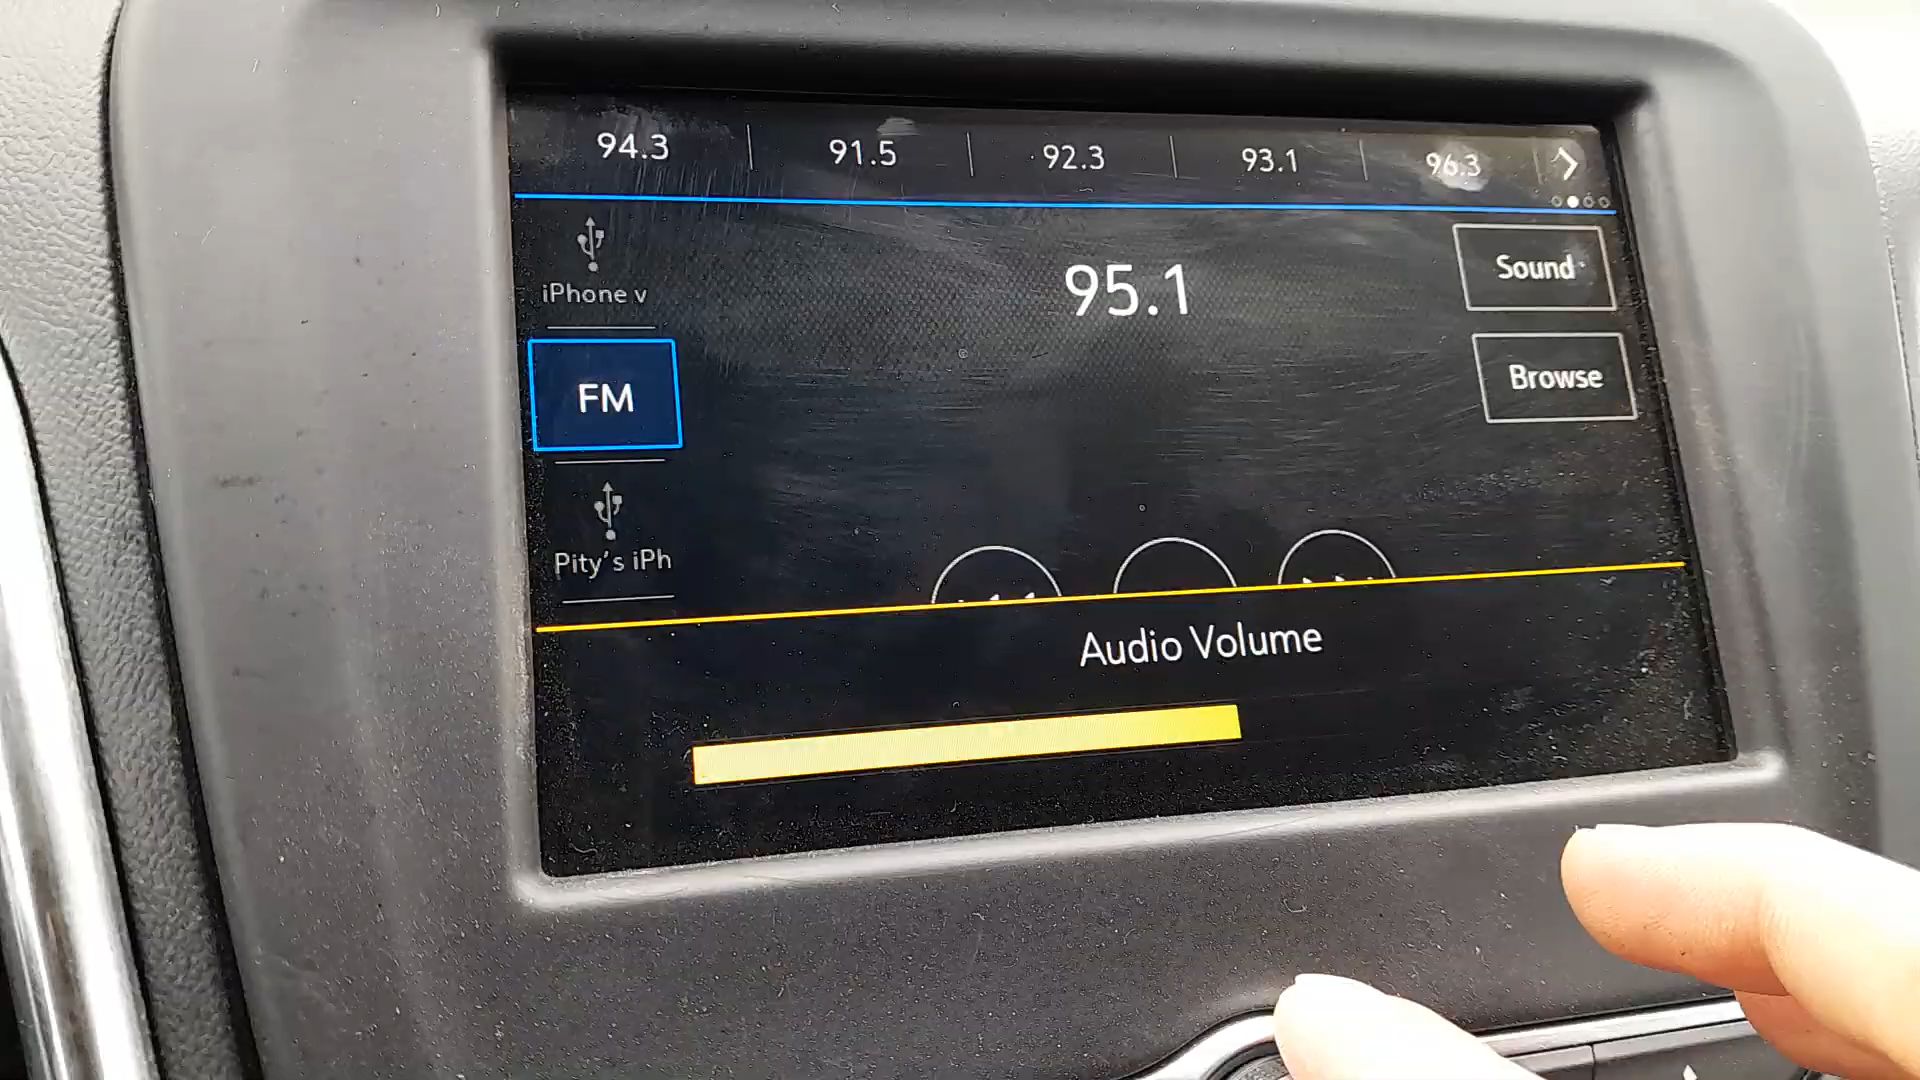 94.3 91.5 92.3 93.1 96.3
iPhone v
95.1
Sound
FM
Browse
Pity's iPh
Audio Volume